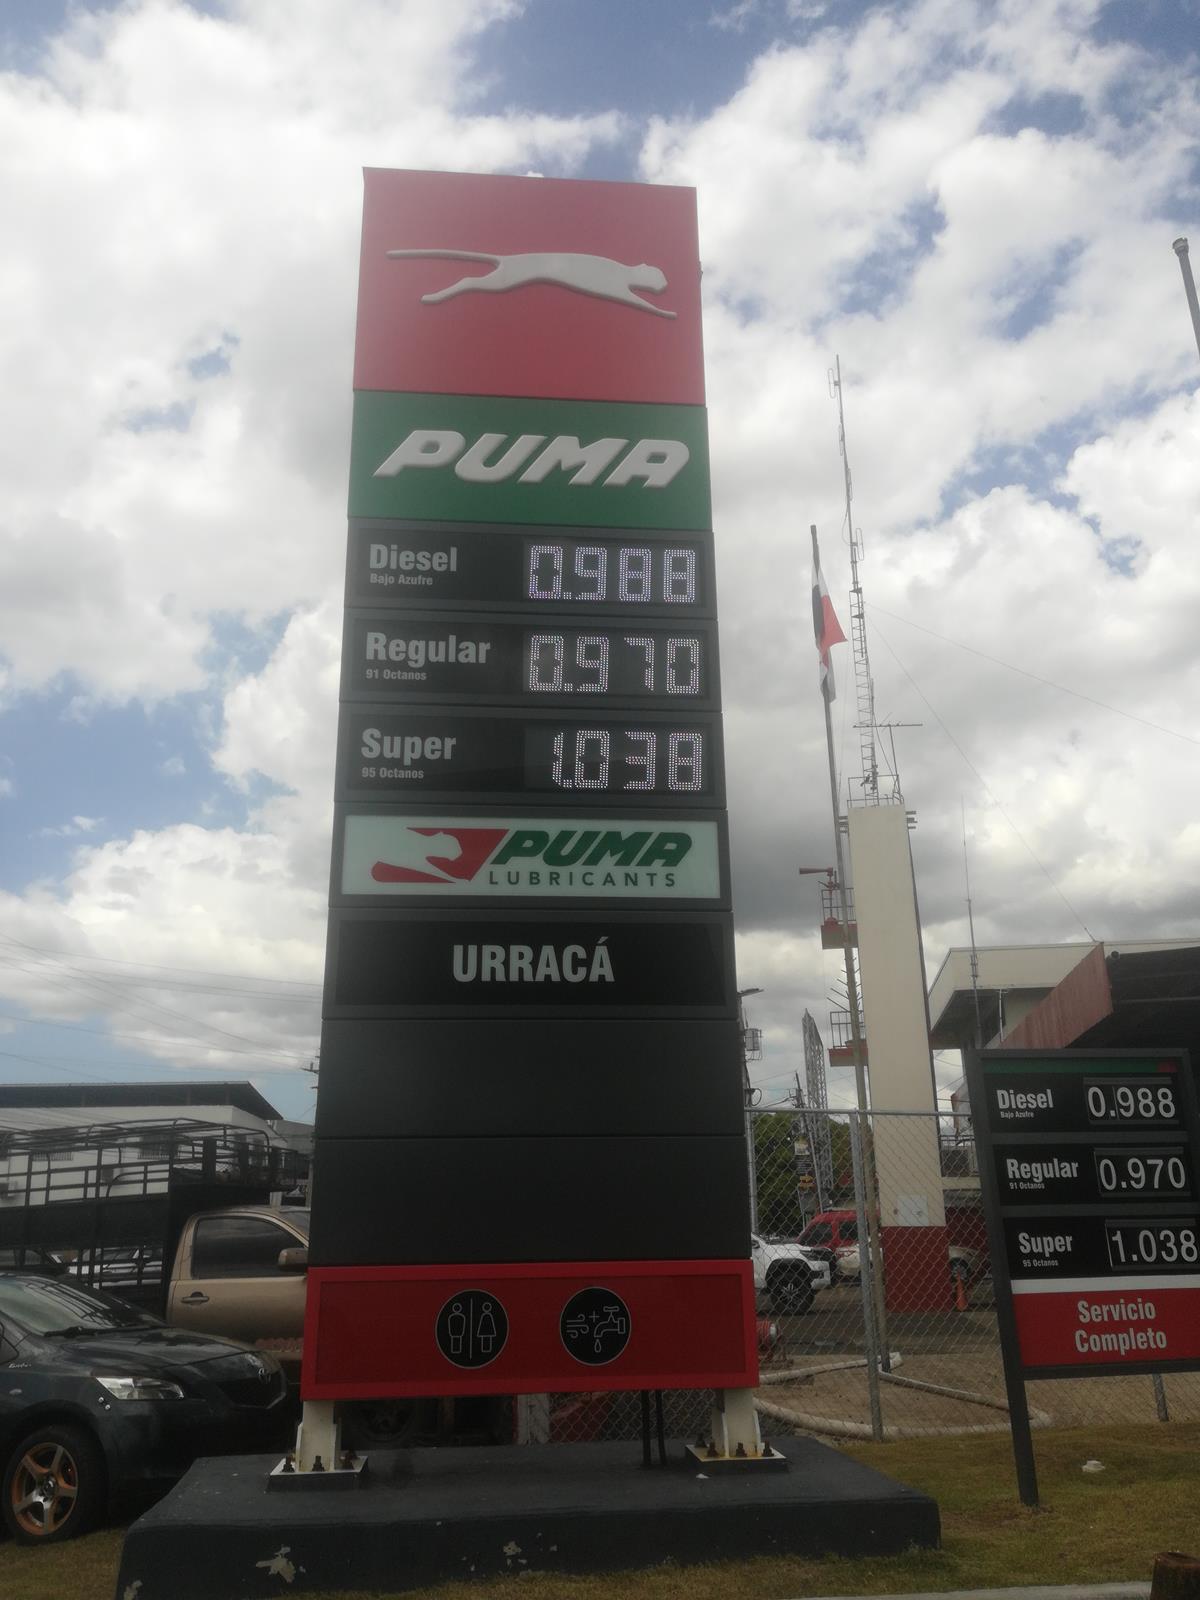 PUMA
Diesel 0.988
Bajo Azufre
Regular 0.970
91 Octanos
Super 1.038
95 Octanos
PUMA
LUBRICANTS
URRACÁ
Diesel 0.988
Bajo Azufre
Regular 0.970
91 Octanos
Super 1.038
95 Octanos
Servicio
Completo